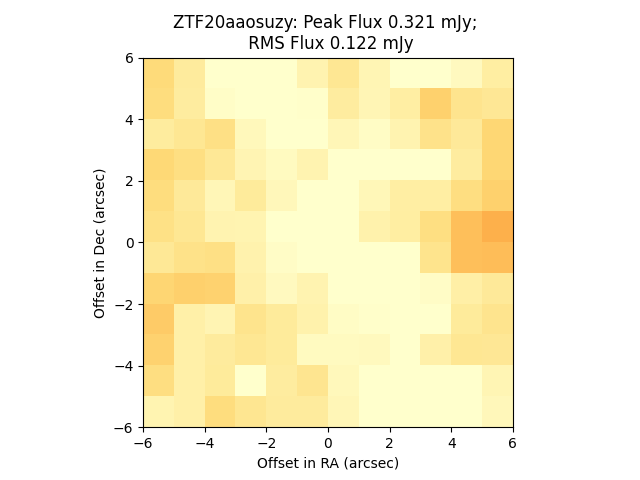 ZTF20aaosuzy: Peak Flux 0.321 mJy;
RMS Flux 0.122 mJy
6
4
2
0
−2
−4
−6
Offset in Dec (arcsec)
−6 −4 −2 0 2 4 6
Offset in RA (arcsec)